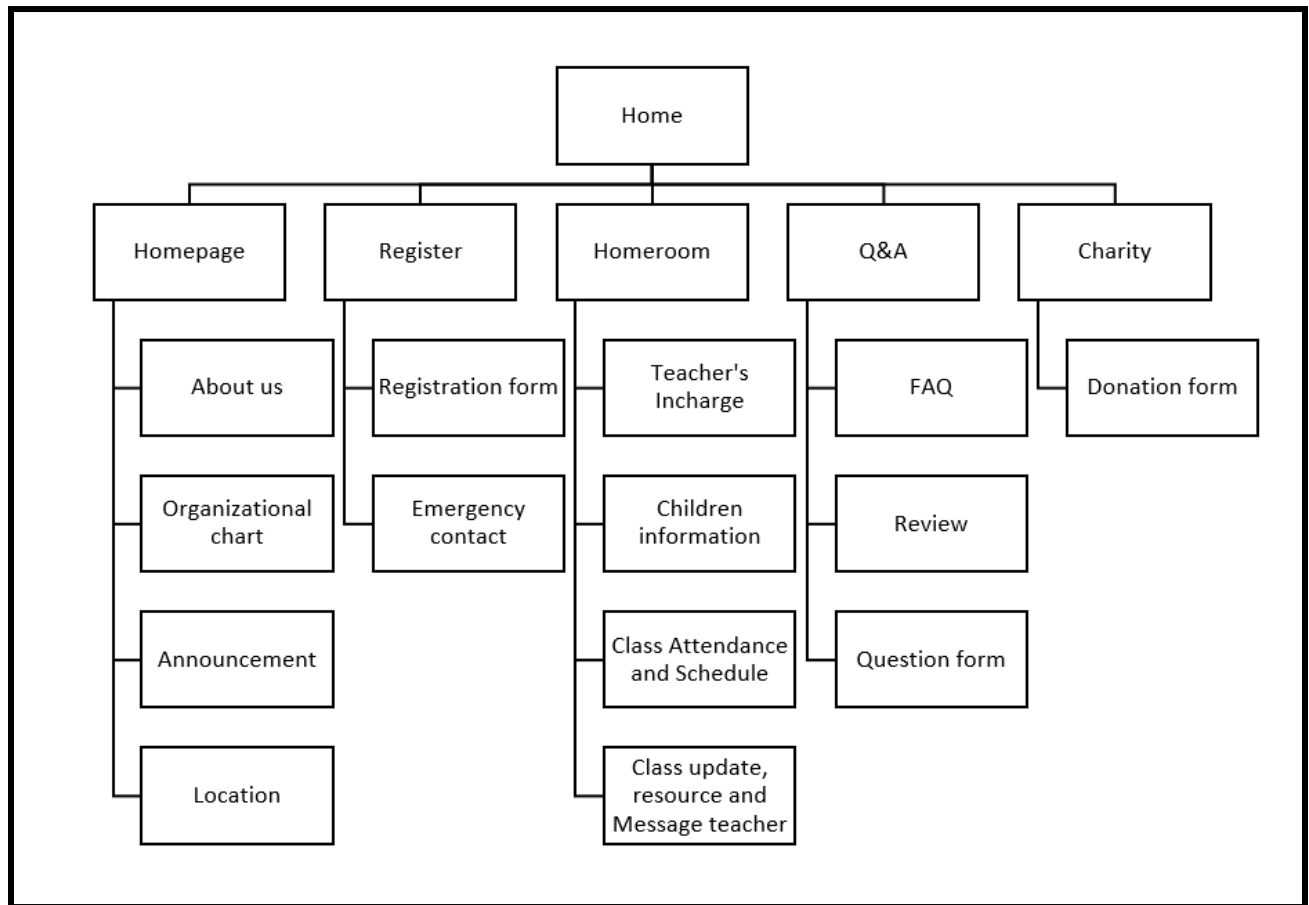 Home
Homepage
Register
Homeroom
Q&A
Charity
About us
Registration form
Teacher's
Incharge
FAQ
Donation form
Organizational
chart
Emergency
contact
Children
information
Review
Announcement
Class Attendance
and Schedule
Question form
Location
Class update,
resource and
Message teacher